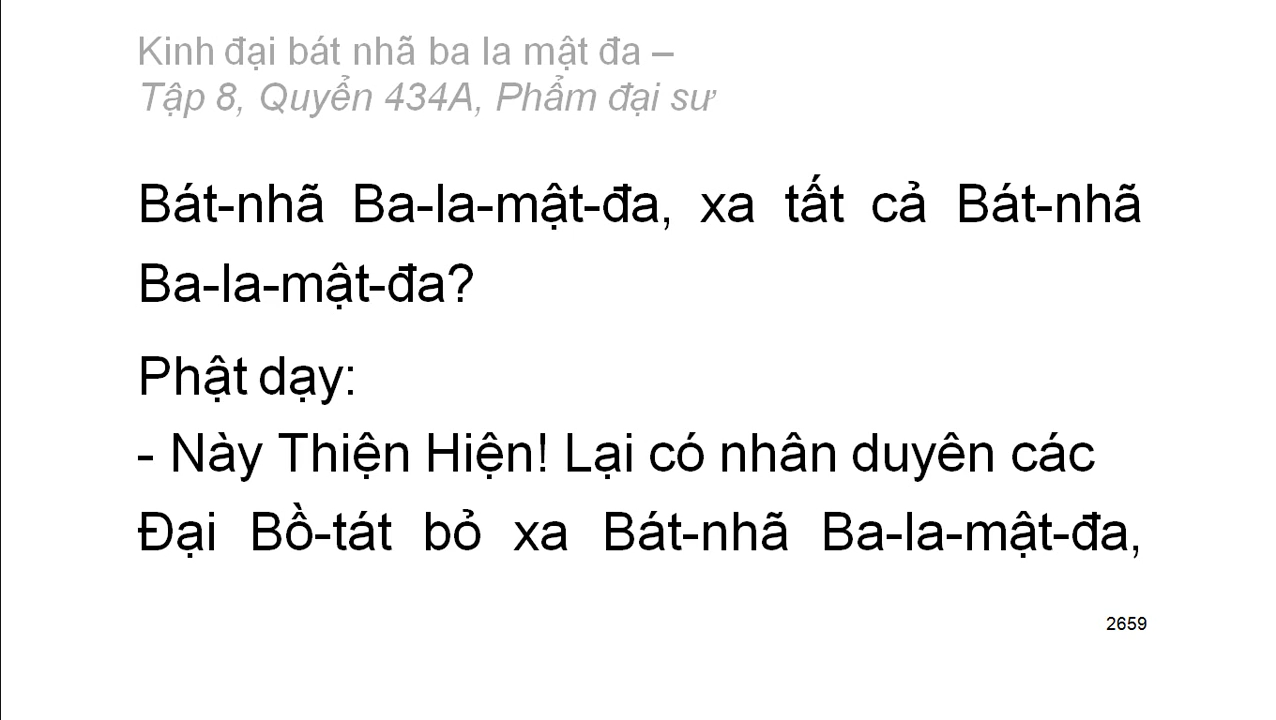 Kinh đại bát nhã ba la mật đa –
Tập 8, Quyển 434A, Phẩm đại sư
Bát-nhã Ba-la-mật-đa, xa tất cả Bát-nhã
Ba-la-mật-đa?
Phật dạy:
- Này Thiện Hiện! Lại có nhân duyên các
Đại Bồ-tát bỏ xa Bát-nhã Ba-la-mật-đa,
2659